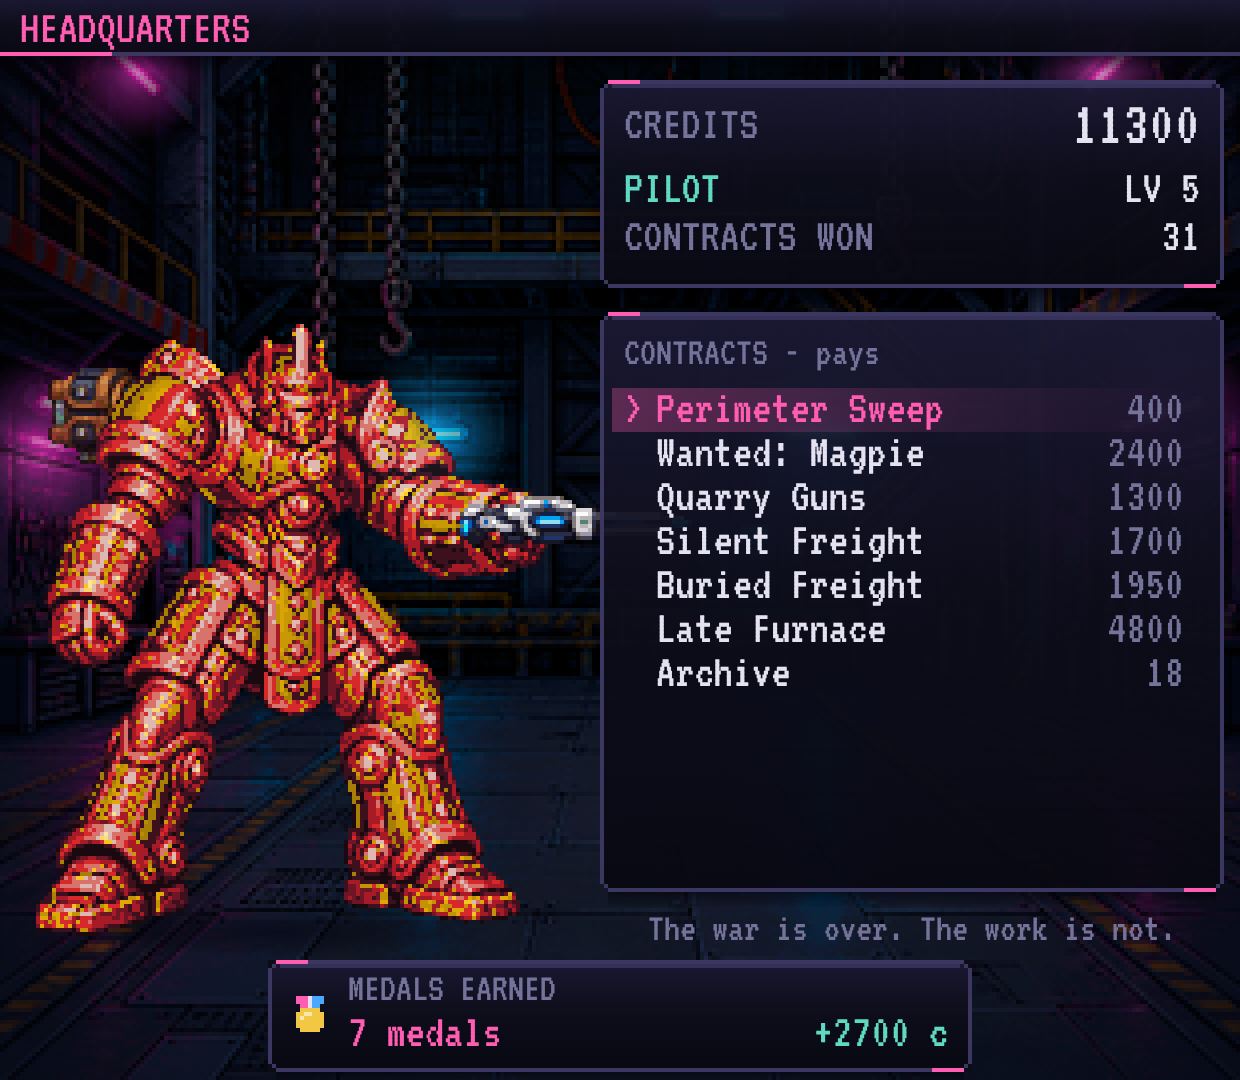 HEADQUARTERS
CREDITS 11300
PILOT LV 5
CONTRACTS WON 31
CONTRACTS - pays
> Perimeter Sweep 400
Wanted: Magpie 2400
Quarry Guns 1300
Silent Freight 1700
Buried Freight 1950
Late Furnace 4800
Archive 18
The war is over. The work is not.
MEDALS EARNED
7 medals +2700 c